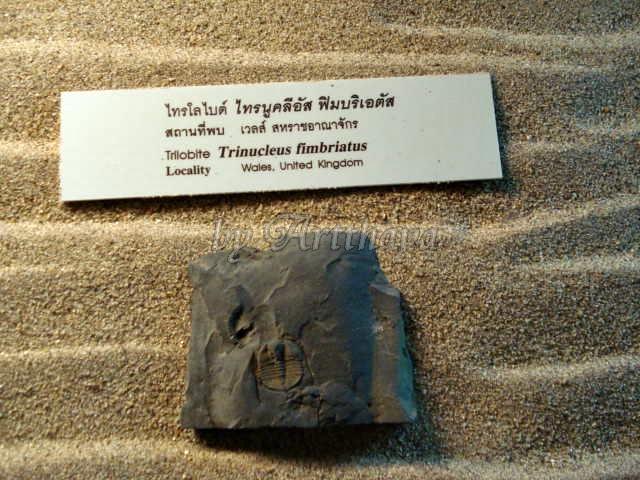 ไทรโลไบต์ ไทรนูคลีอัส ฟิมบริเอตัส
สถานที่พบ เวลส์ สหราชอาณาจักร
Trilobite Trinucleus fimbriatus
Locality Wales, United Kingdom
by Artthara